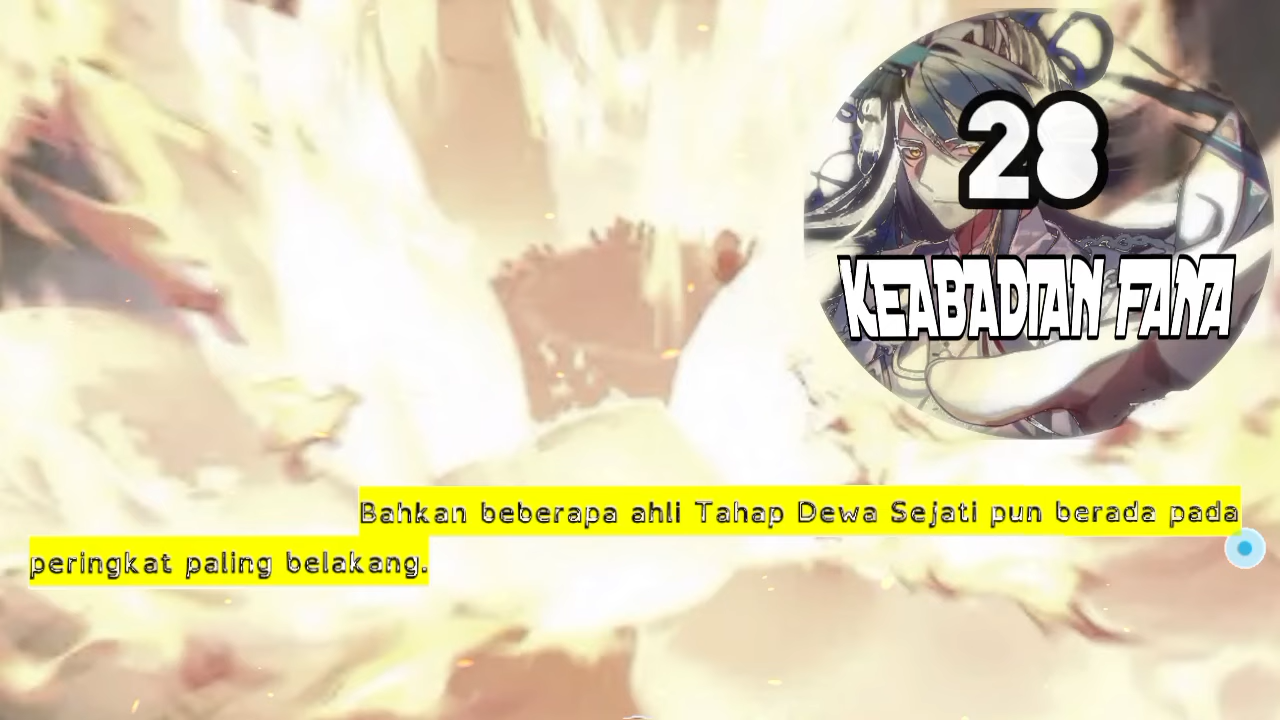 28
KEABADIAN FANA
Bahkan beberapa ahli Tahap Dewa Sejati pun berada pada
peringkat paling belakang.